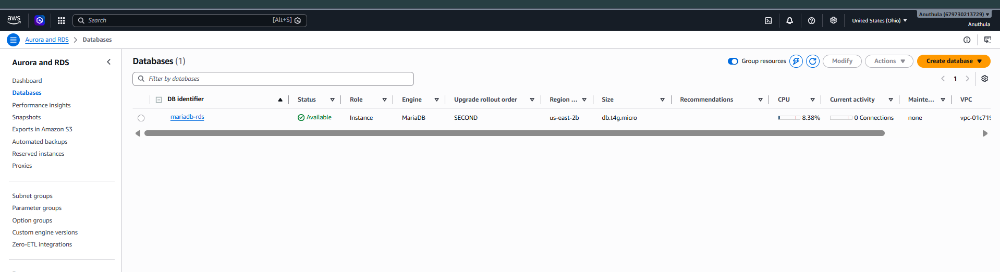 aws
Search
[Alt+S]
United States (Ohio)
Anuthula (679730213729)
Anuthula
Aurora and RDS
Databases
Aurora and RDS
Dashboard
Databases
Performance insights
Snapshots
Exports in Amazon S3
Automated backups
Reserved instances
Proxies
Subnet groups
Parameter groups
Option groups
Custom engine versions
Zero-ETL integrations
Databases (1)
Group resources
Modify
Actions
Create database
Filter by databases
1
DB identifier Status Role Engine Upgrade rollout order Region ... Size Recommendations CPU Current activity Mainte... VPC
mariadb-rds Available Instance MariaDB SECOND us-east-2b db.t4g.micro 8.38% 0 Connections none vpc-01c719